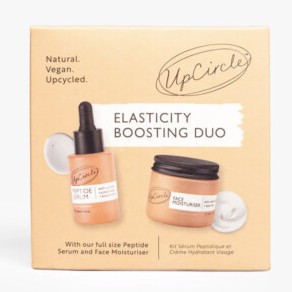 Natural.
Vegan.
Upcycled.
UpCircle
ELASTICITY
BOOSTING DUO
UpCircle
PEPTIDE
SERUM
UpCircle
FACE
MOISTURISER
With our full size Peptide
Serum and Face Moisturiser
Kit Sérum Peptidique et
Crème Hydratant Visage